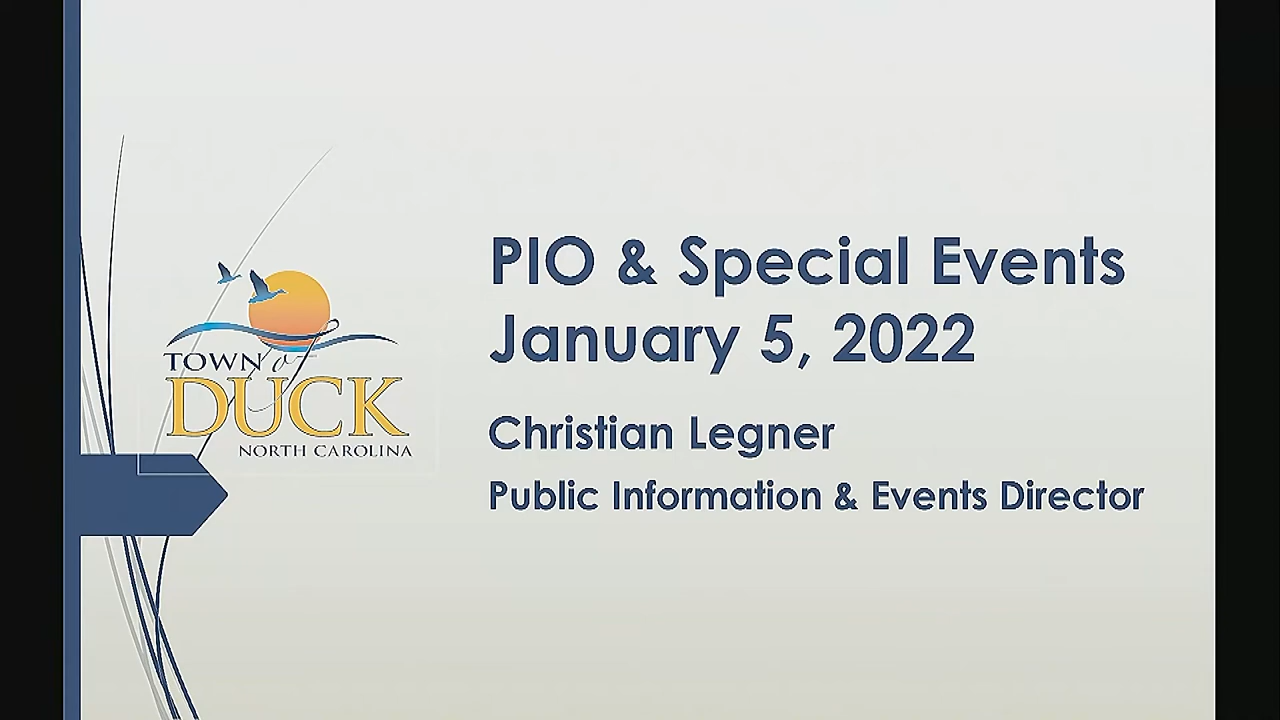 TOWN of
DUCK
NORTH CAROLINA
PIO & Special Events
January 5, 2022
Christian Legner
Public Information & Events Director